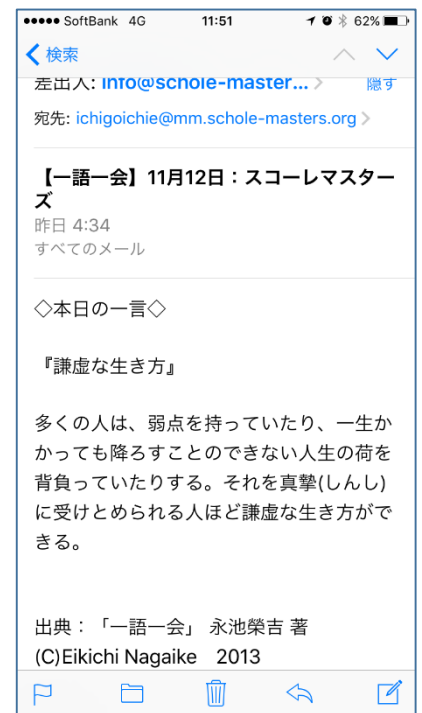 ●●●●● SoftBank 4G 11:51 62%
検索
差出人: info@schole-master... 隠す
宛先: ichigoichie@mm.schole-masters.org
【一語一会】11月12日：スコーレマスター
ズ
昨日 4:34
すべてのメール
◇本日の一言◇
『謙虚な生き方』
多くの人は、弱点を持っていたり、一生か
かっても降ろすことのできない人生の荷を
背負っていたりする。それを真摯(しんし)
に受けとめられる人ほど謙虚な生き方がで
きる。
出典：「一語一会」 永池榮吉 著
(C)Eikichi Nagaike 2013